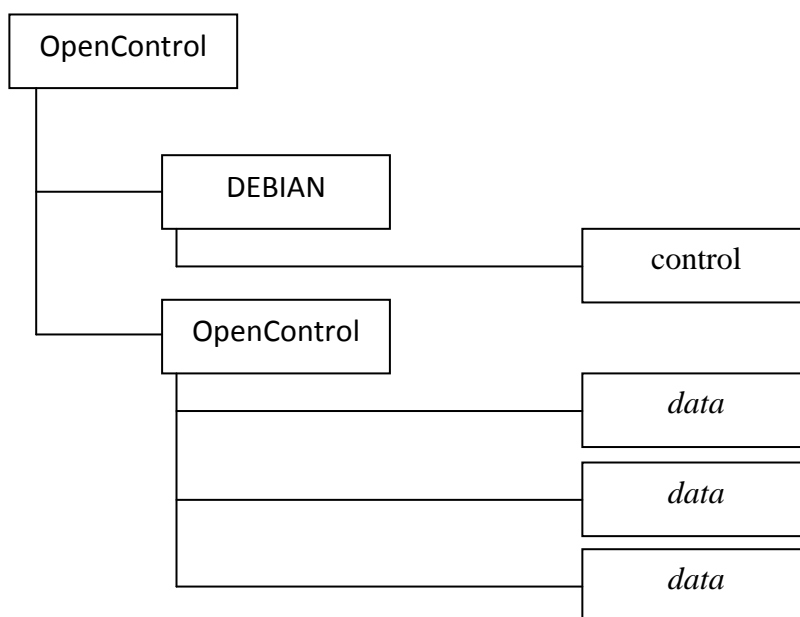 OpenControl
DEBIAN
control
OpenControl
data
data
data